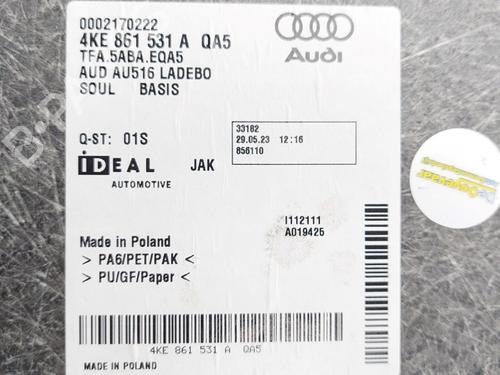 0002170222
4KE 861 531 A QA5
TFA.5ABA.EQA5
AUD AU516 LADEBO
SOUL BASIS
Audi
Q-ST: 01S
33182
29.05.23 12:16
856110
IDEAL
AUTOMOTIVE
JAK
I112111
A019426
Made in Poland
> PA6/PET/PAK <
> PU/GF/Paper <
4KE 861 531 A QA5
MADE IN POLAND